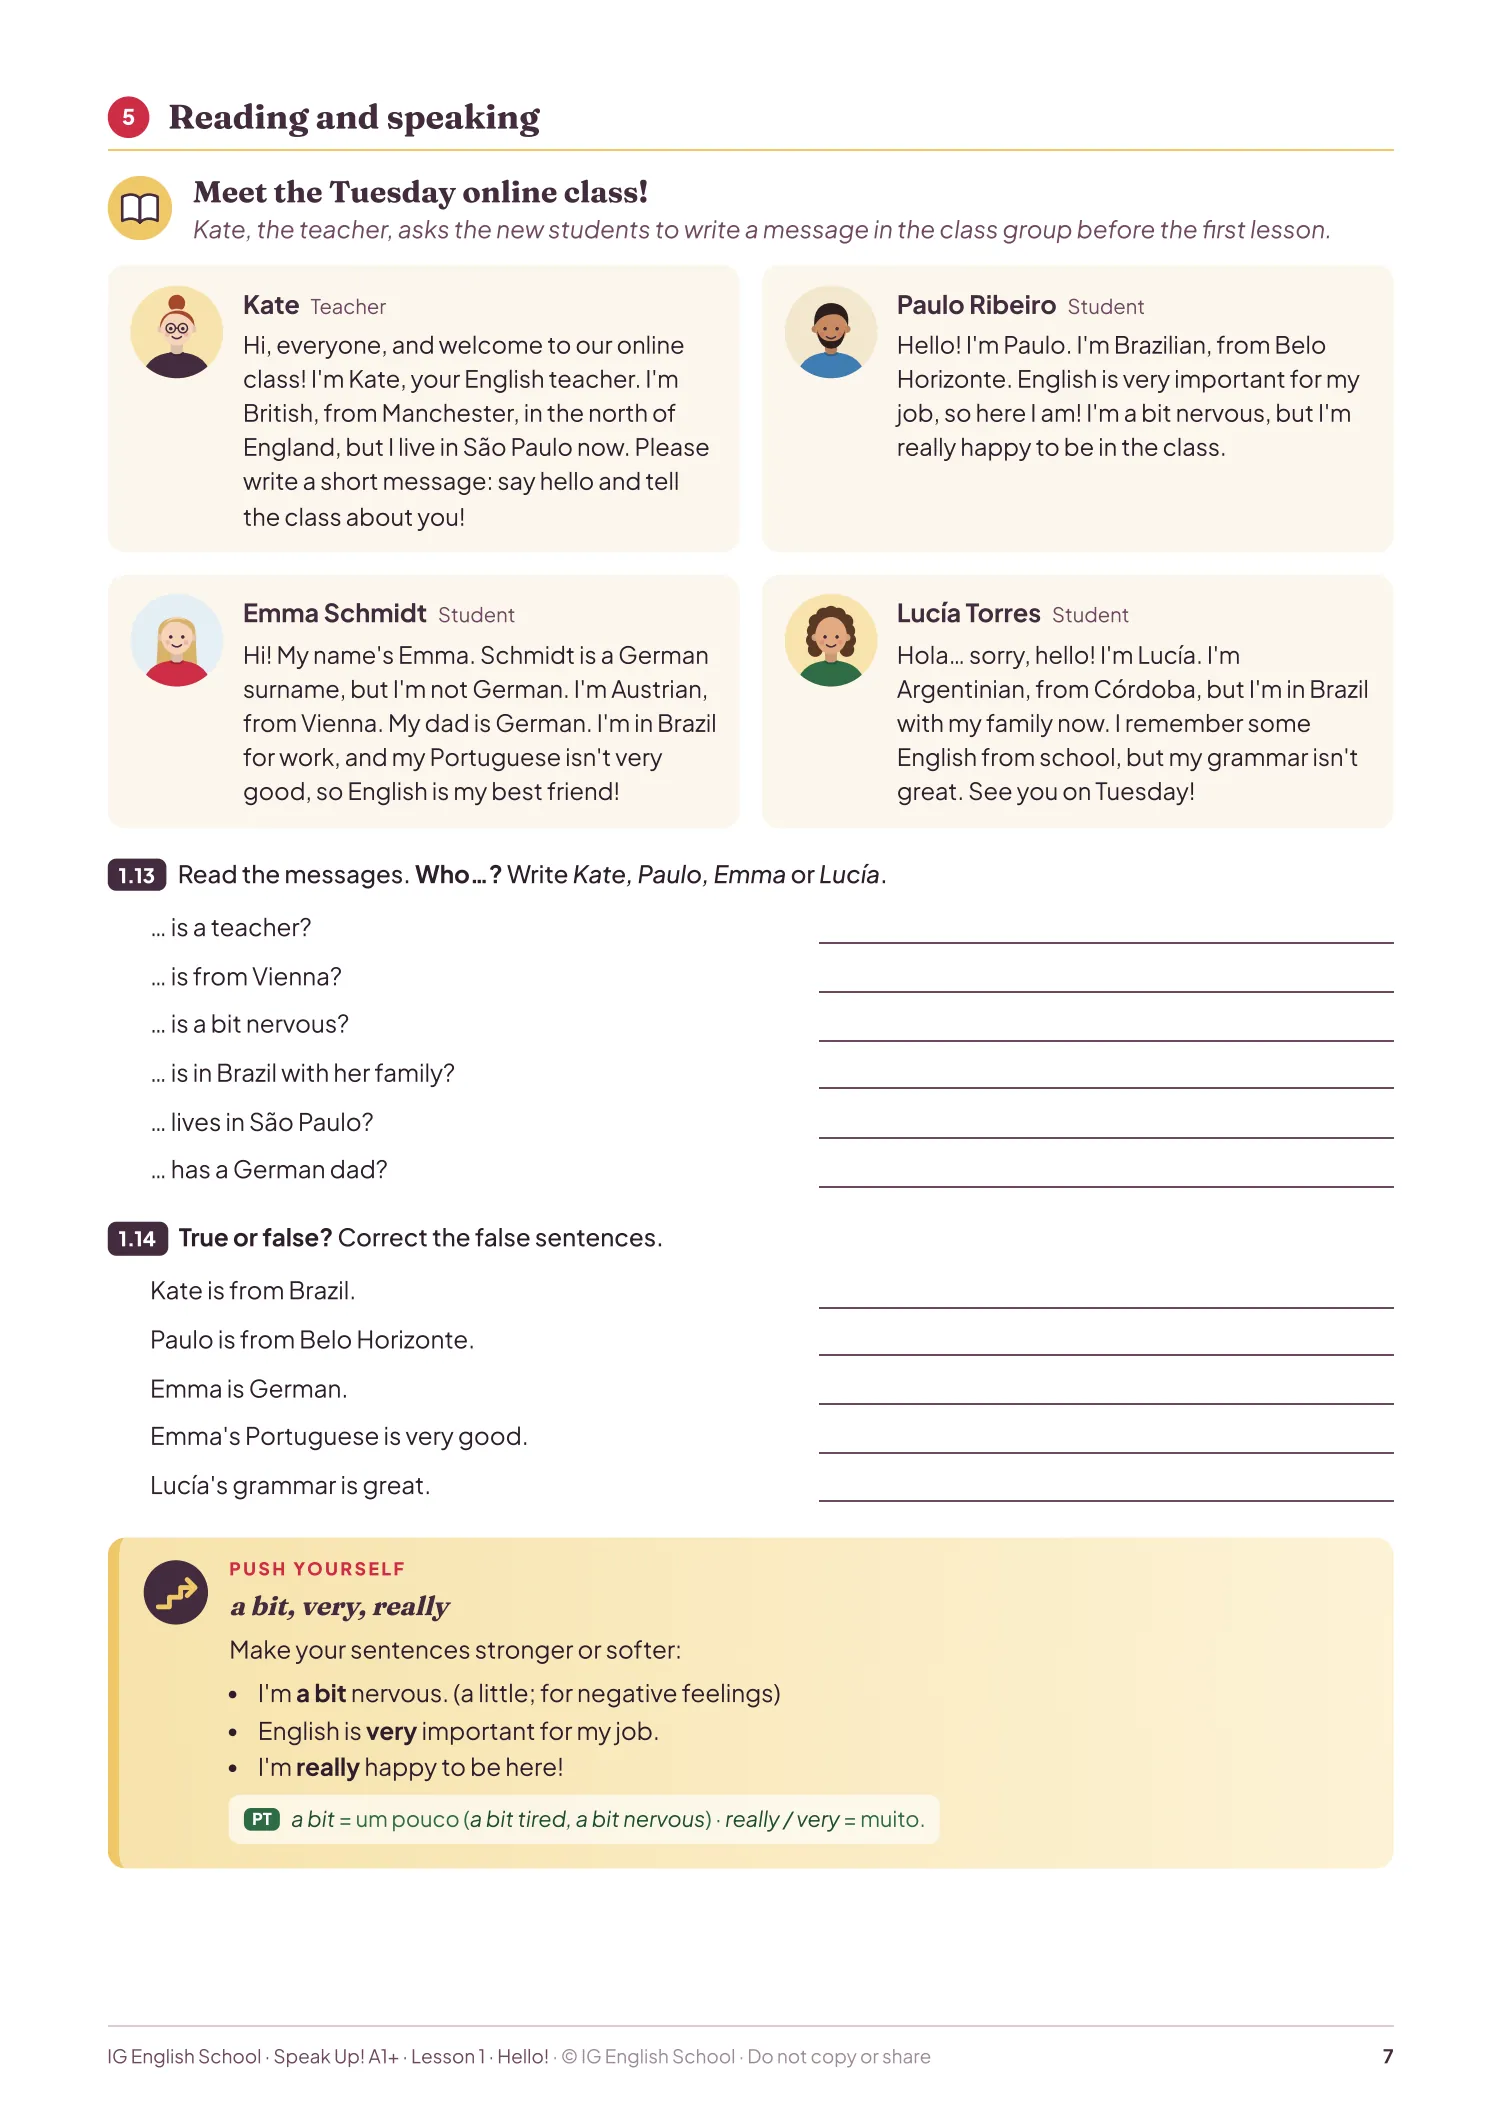 5 Reading and speaking
Meet the Tuesday online class!
Kate, the teacher, asks the new students to write a message in the class group before the first lesson.
Kate Teacher
Hi, everyone, and welcome to our online
class! I'm Kate, your English teacher. I'm
British, from Manchester, in the north of
England, but I live in São Paulo now. Please
write a short message: say hello and tell
the class about you!
Paulo Ribeiro Student
Hello! I'm Paulo. I'm Brazilian, from Belo
Horizonte. English is very important for my
job, so here I am! I'm a bit nervous, but I'm
really happy to be in the class.
Emma Schmidt Student
Hi! My name's Emma. Schmidt is a German
surname, but I'm not German. I'm Austrian,
from Vienna. My dad is German. I'm in Brazil
for work, and my Portuguese isn't very
good, so English is my best friend!
Lucía Torres Student
Hola... sorry, hello! I'm Lucía. I'm
Argentinian, from Córdoba, but I'm in Brazil
with my family now. I remember some
English from school, but my grammar isn't
great. See you on Tuesday!
1.13 Read the messages. Who...? Write Kate, Paulo, Emma or Lucía.
... is a teacher?
... is from Vienna?
... is a bit nervous?
... is in Brazil with her family?
... lives in São Paulo?
... has a German dad?
1.14 True or false? Correct the false sentences.
Kate is from Brazil.
Paulo is from Belo Horizonte.
Emma is German.
Emma's Portuguese is very good.
Lucía's grammar is great.
PUSH YOURSELF
a bit, very, really
Make your sentences stronger or softer:
• I'm a bit nervous. (a little; for negative feelings)
• English is very important for my job.
• I'm really happy to be here!
PT a bit = um pouco (a bit tired, a bit nervous) · really / very = muito.
IG English School · Speak Up! A1+ · Lesson 1 · Hello! · © IG English School · Do not copy or share 7